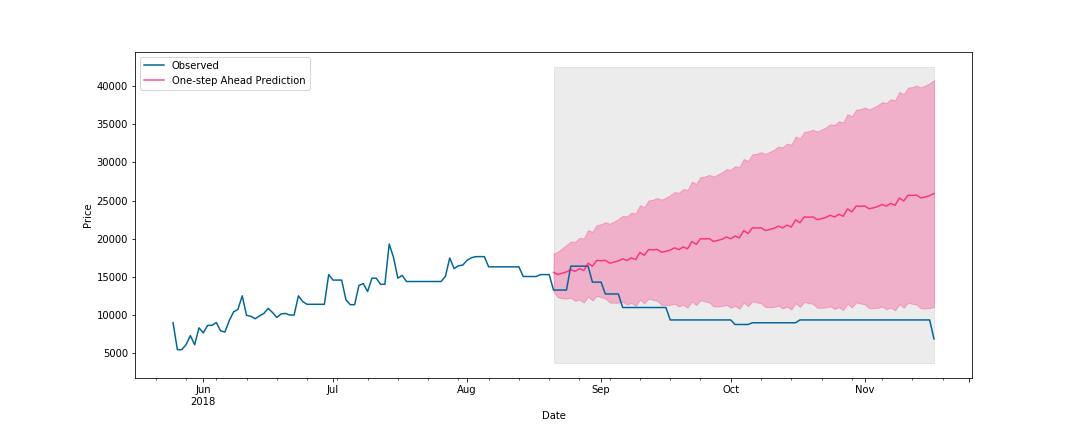 Observed
One-step Ahead Prediction
40000
35000
30000
25000
20000
15000
10000
5000
Price
Jun
2018
Jul
Aug
Sep
Oct
Nov
Date